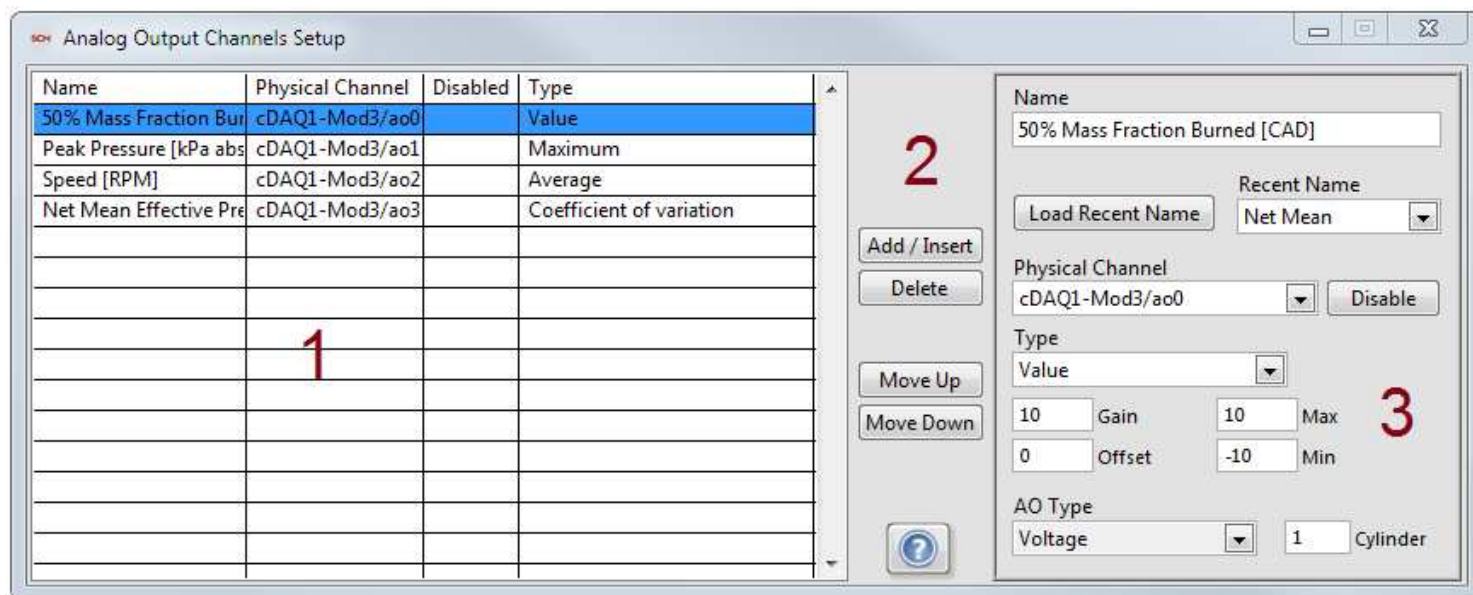 SCM Analog Output Channels Setup
Name Physical Channel Disabled Type
50% Mass Fraction Bur cDAQ1-Mod3/ao0 Value
Peak Pressure [kPa abs cDAQ1-Mod3/ao1 Maximum
Speed [RPM] cDAQ1-Mod3/ao2 Average
Net Mean Effective Pre cDAQ1-Mod3/ao3 Coefficient of variation
1
2
Add / Insert
Delete
Move Up
Move Down
?
Name
50% Mass Fraction Burned [CAD]
Recent Name
Load Recent Name Net Mean
Physical Channel
cDAQ1-Mod3/ao0 Disable
Type
Value
10 Gain 10 Max
0 Offset -10 Min
3
AO Type
Voltage 1 Cylinder